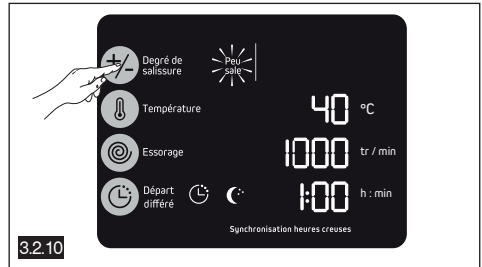 Degré de
salissure
Peu
sale
Température
40 °C
Essorage
1000 tr / min
Départ
différé
1:00 h : min
Synchronisation heures creuses
3.2.10